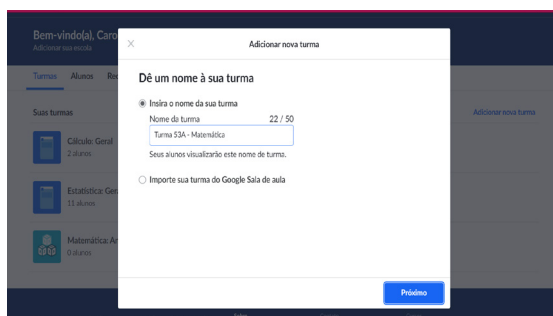 Bem-vindo(a), Caro
Adicionar sua escola
Adicionar nova turma
Turmas Alunos Rec
Dê um nome à sua turma
Insira o nome da sua turma
Nome da turma 22 / 50
Turma 53A - Matemática
Seus alunos visualizarão este nome de turma.
Importe sua turma do Google Sala de aula
Suas turmas
Adicionar nova turma
Cálculo: Geral
2 alunos
Estatística: Ger
11 alunos
Matemática: Ar
0 alunos
Próximo